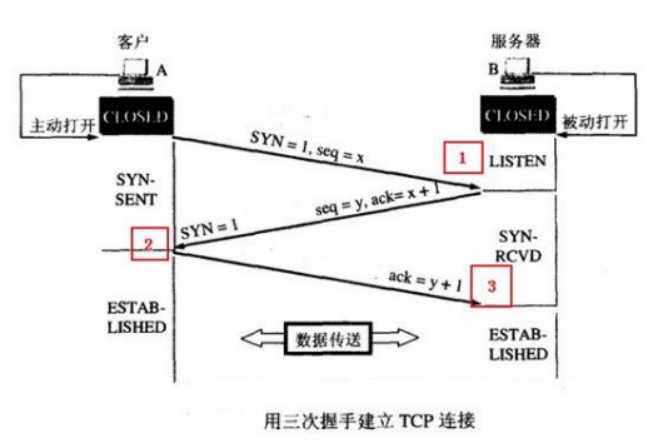 客户
服务器
A
B
主动打开
CLOSED
CLOSED
被动打开
SYN = 1, seq = x
1
LISTEN
SYN-
SENT
seq = y, ack= x + 1
SYN = 1
2
SYN-
RCVD
ack = y + 1
3
ESTAB-
LISHED
数据传送
ESTAB-
LISHED
用三次握手建立 TCP 连接